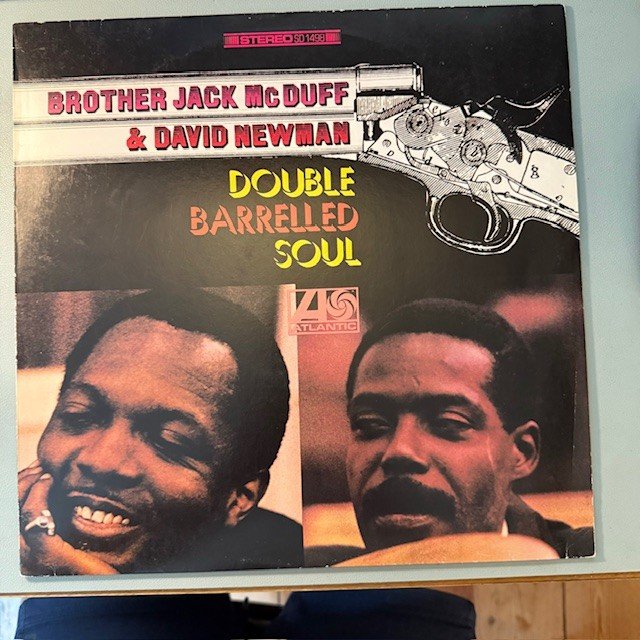 STEREO SD 1498
BROTHER JACK McDUFF
& DAVID NEWMAN
DOUBLE
BARRELLED
SOUL
ATLANTIC